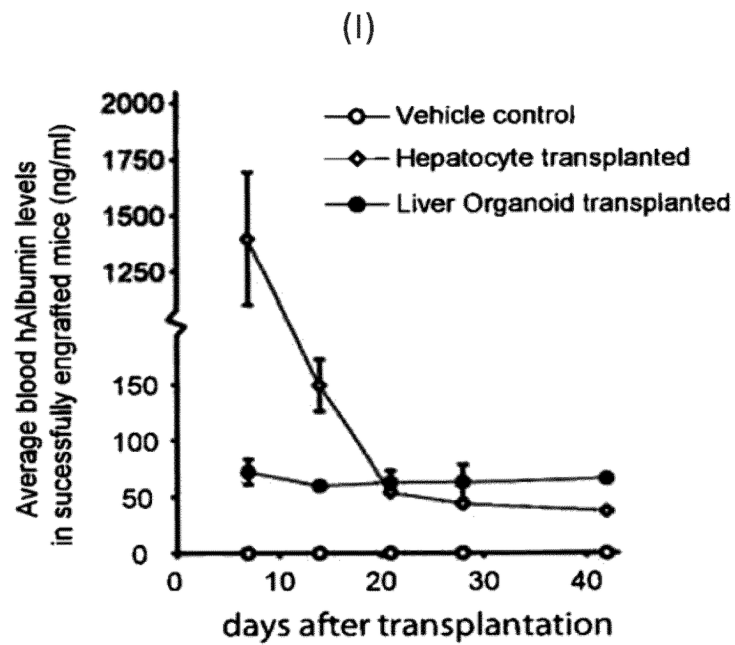 (I)
Average blood hAlbumin levels
in sucessfully engrafted mice (ng/ml)
2000
1750
1500
1250
150
100
50
0
Vehicle control
Hepatocyte transplanted
Liver Organoid transplanted
0 10 20 30 40
days after transplantation